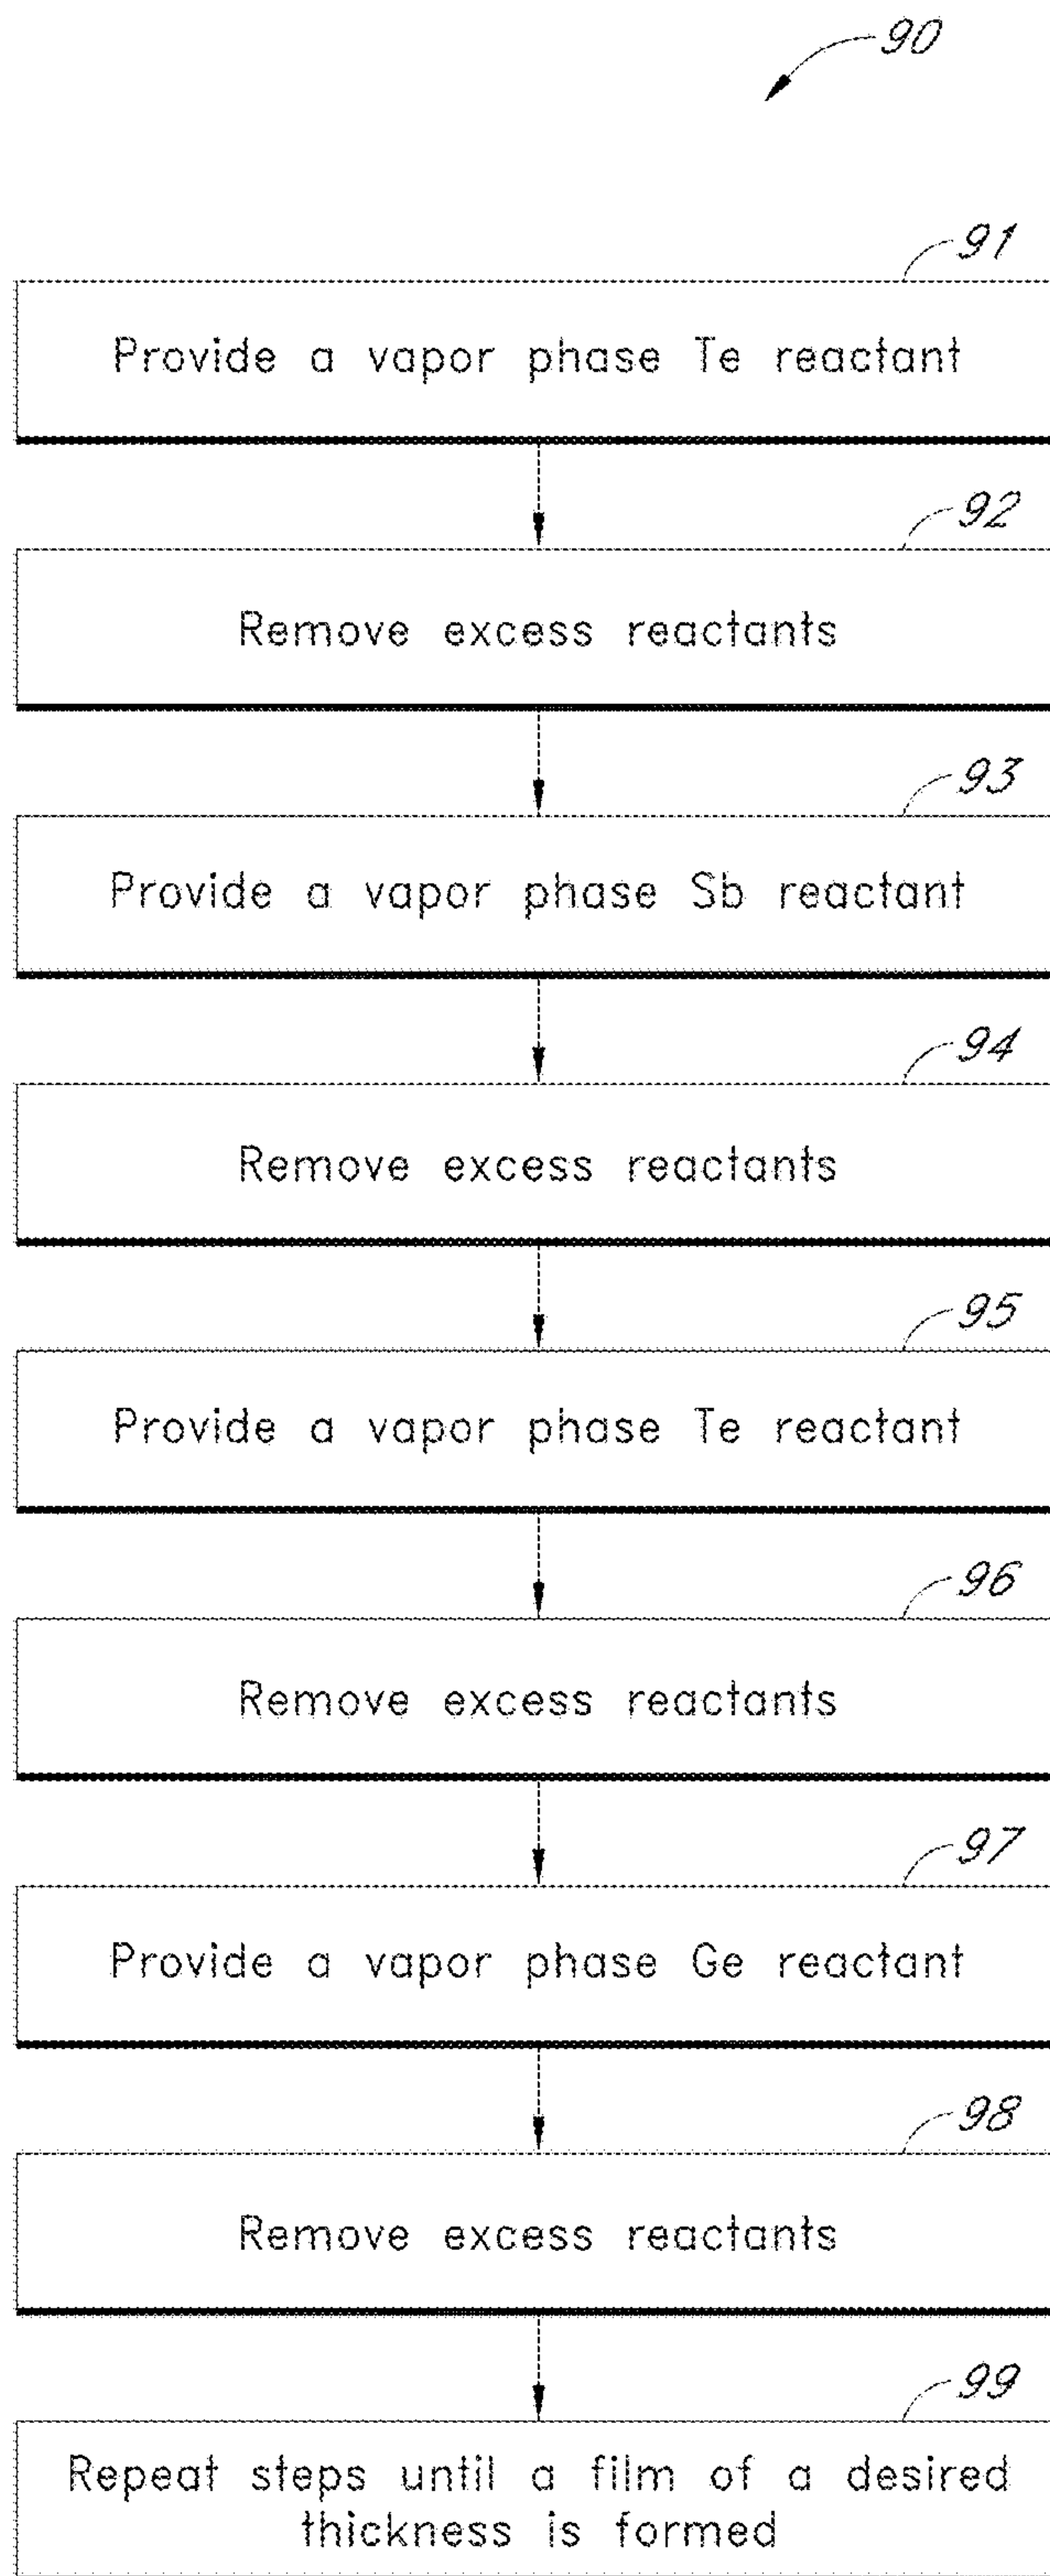 90
91
Provide a vapor phase Te reactant
92
Remove excess reactants
93
Provide a vapor phase Sb reactant
94
Remove excess reactants
95
Provide a vapor phase Te reactant
96
Remove excess reactants
97
Provide a vapor phase Ge reactant
98
Remove excess reactants
99
Repeat steps until a film of a desired
thickness is formed